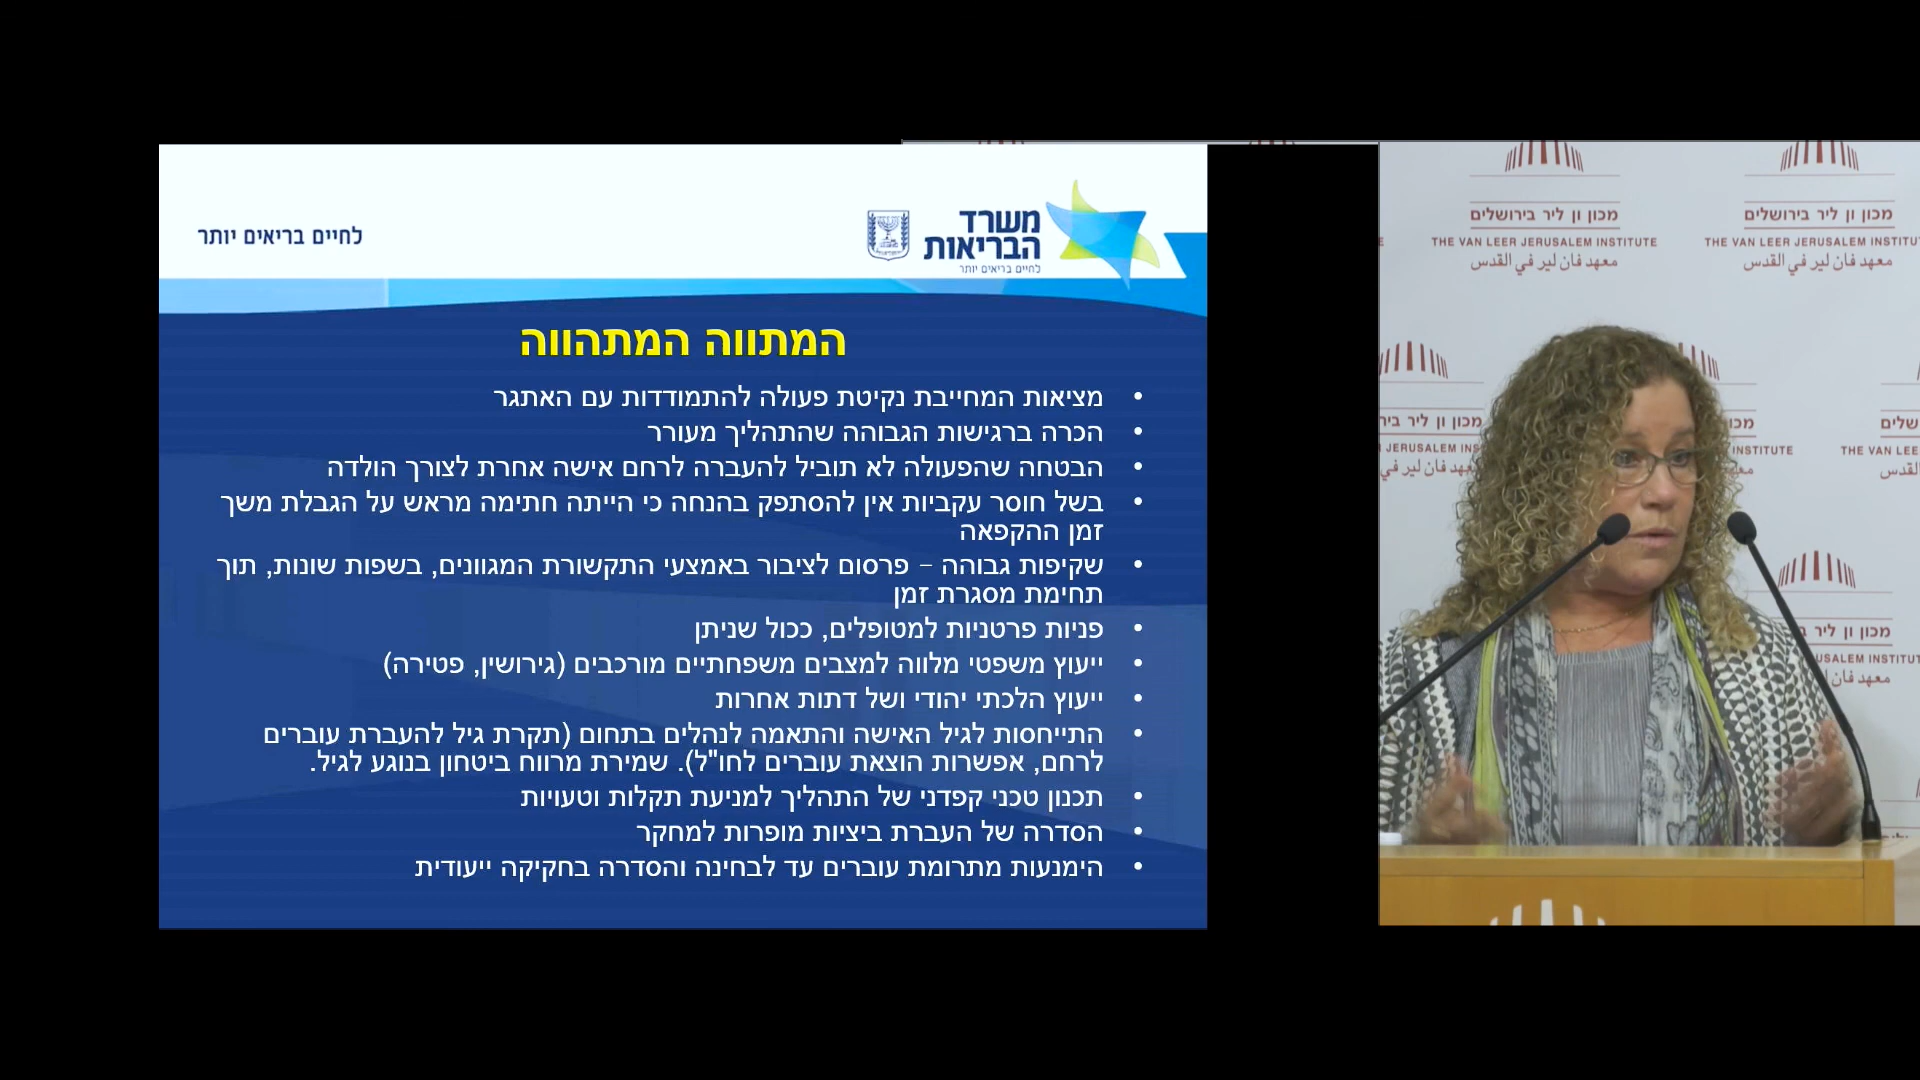 לחיים בריאים יותר
משרד
הבריאות
לחיים בריאים יותר
המתווה המתהווה
• מציאות המחייבת נקיטת פעולה להתמודדות עם האתגר
• הכרה ברגישות הגבוהה שהתהליך מעורר
• הבטחה שהפעולה לא תוביל להעברה לרחם אישה אחרת לצורך הולדה
• בשל חוסר עקביות אין להסתפק בהנחה כי הייתה חתימה מראש על הגבלת משך
זמן ההקפאה
• שקיפות גבוהה – פרסום לציבור באמצעי התקשורת המגוונים, בשפות שונות, תוך
תחימת מסגרת זמן
• פניות פרטניות למטופלים, ככול שניתן
• ייעוץ משפטי מלווה למצבים משפחתיים מורכבים (גירושין, פטירה)
• ייעוץ הלכתי יהודי ושל דתות אחרות
• התייחסות לגיל האישה והתאמה לנהלים בתחום (תקרת גיל להעברת עוברים
לרחם, אפשרות הוצאת עוברים לחו"ל). שמירת מרווח ביטחון בנוגע לגיל.
• תכנון טכני קפדני של התהליך למניעת תקלות וטעויות
• הסדרה של העברת ביציות מופרות למחקר
• הימנעות מתרומת עוברים עד לבחינה והסדרה בחקיקה ייעודית
מכון ון ליר בירושלים
THE VAN LEER JERUSALEM INSTITUTE
معهد فان لير في القدس
מכון ון ליר בירושלים
THE VAN LEER JERUSALEM INSTITUTE
معهد فان لير في القدس